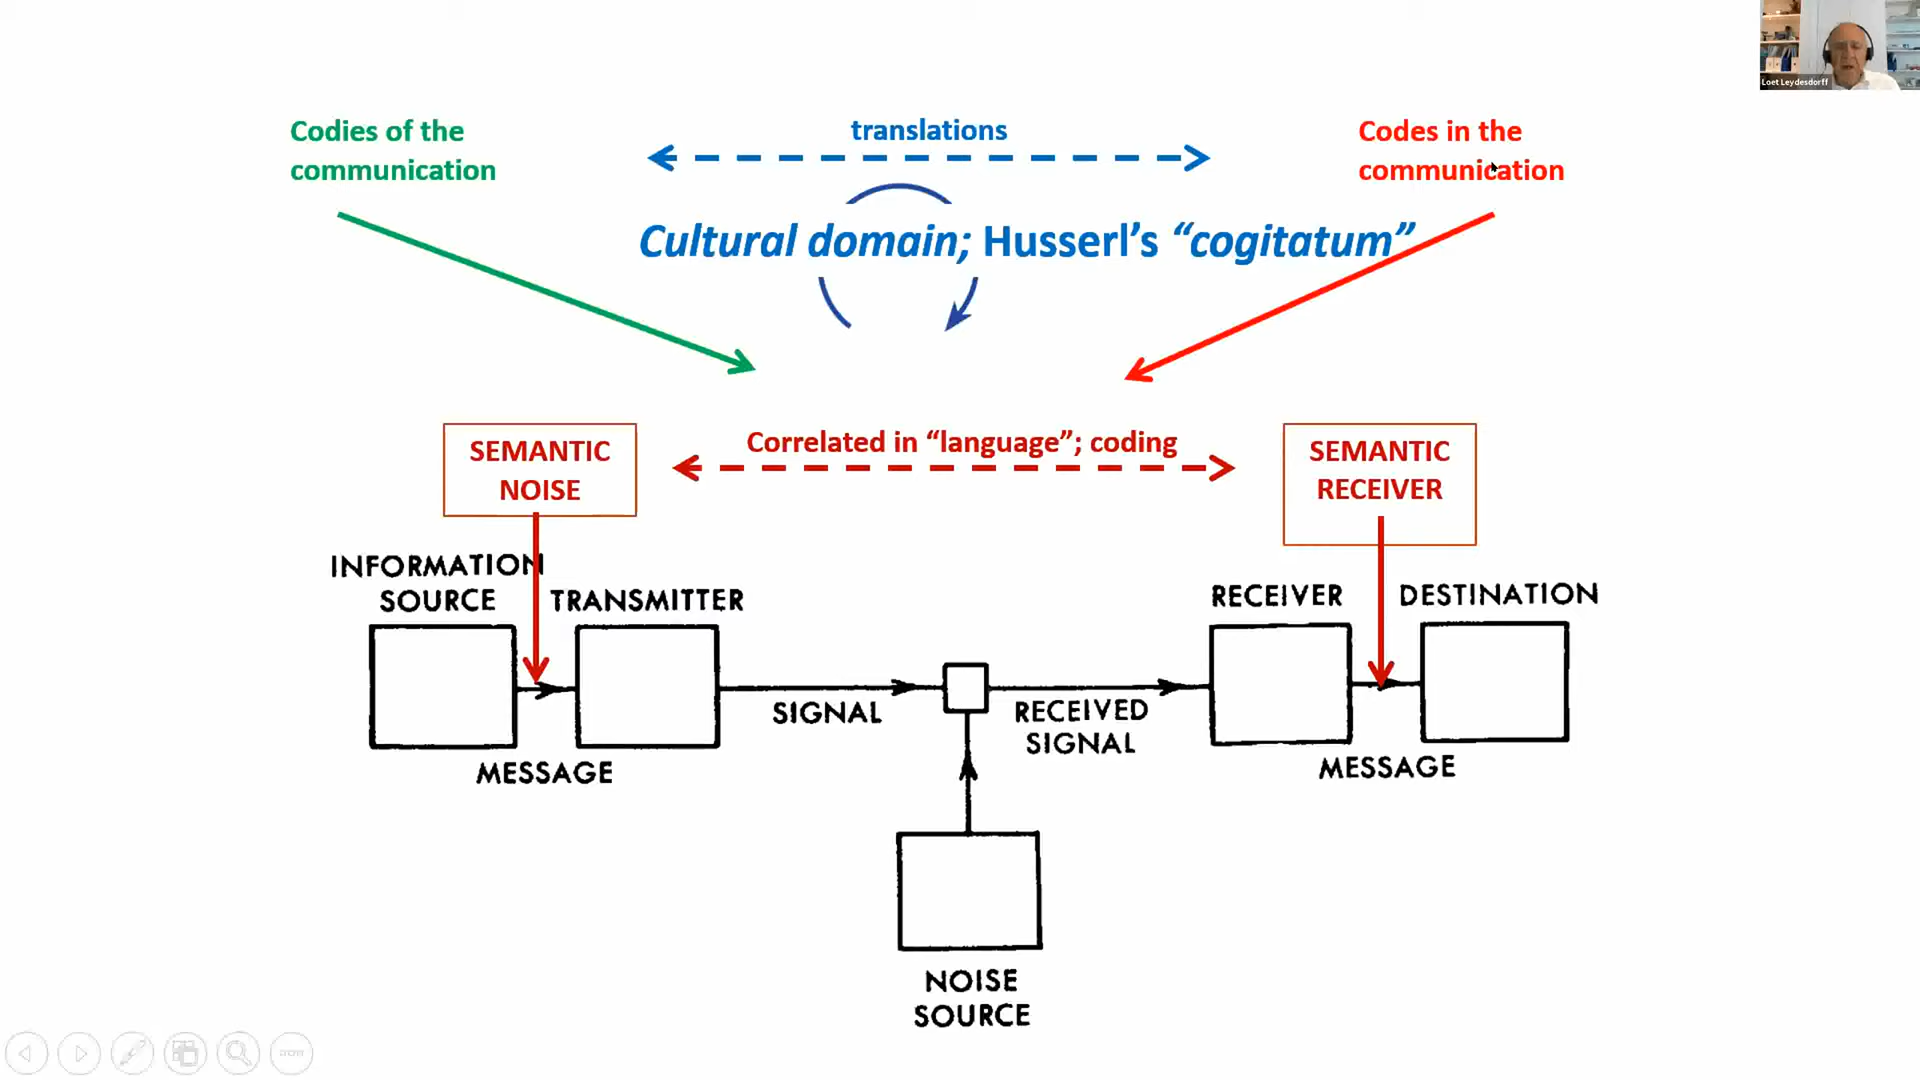 Loet Leydesdorff
Codies of the
communication
translations
Codes in the
communication
Cultural domain; Husserl’s “cogitatum”
SEMANTIC
NOISE
Correlated in “language”; coding
SEMANTIC
RECEIVER
INFORMATION
SOURCE
TRANSMITTER
RECEIVER
DESTINATION
SIGNAL
RECEIVED
SIGNAL
MESSAGE
MESSAGE
NOISE
SOURCE